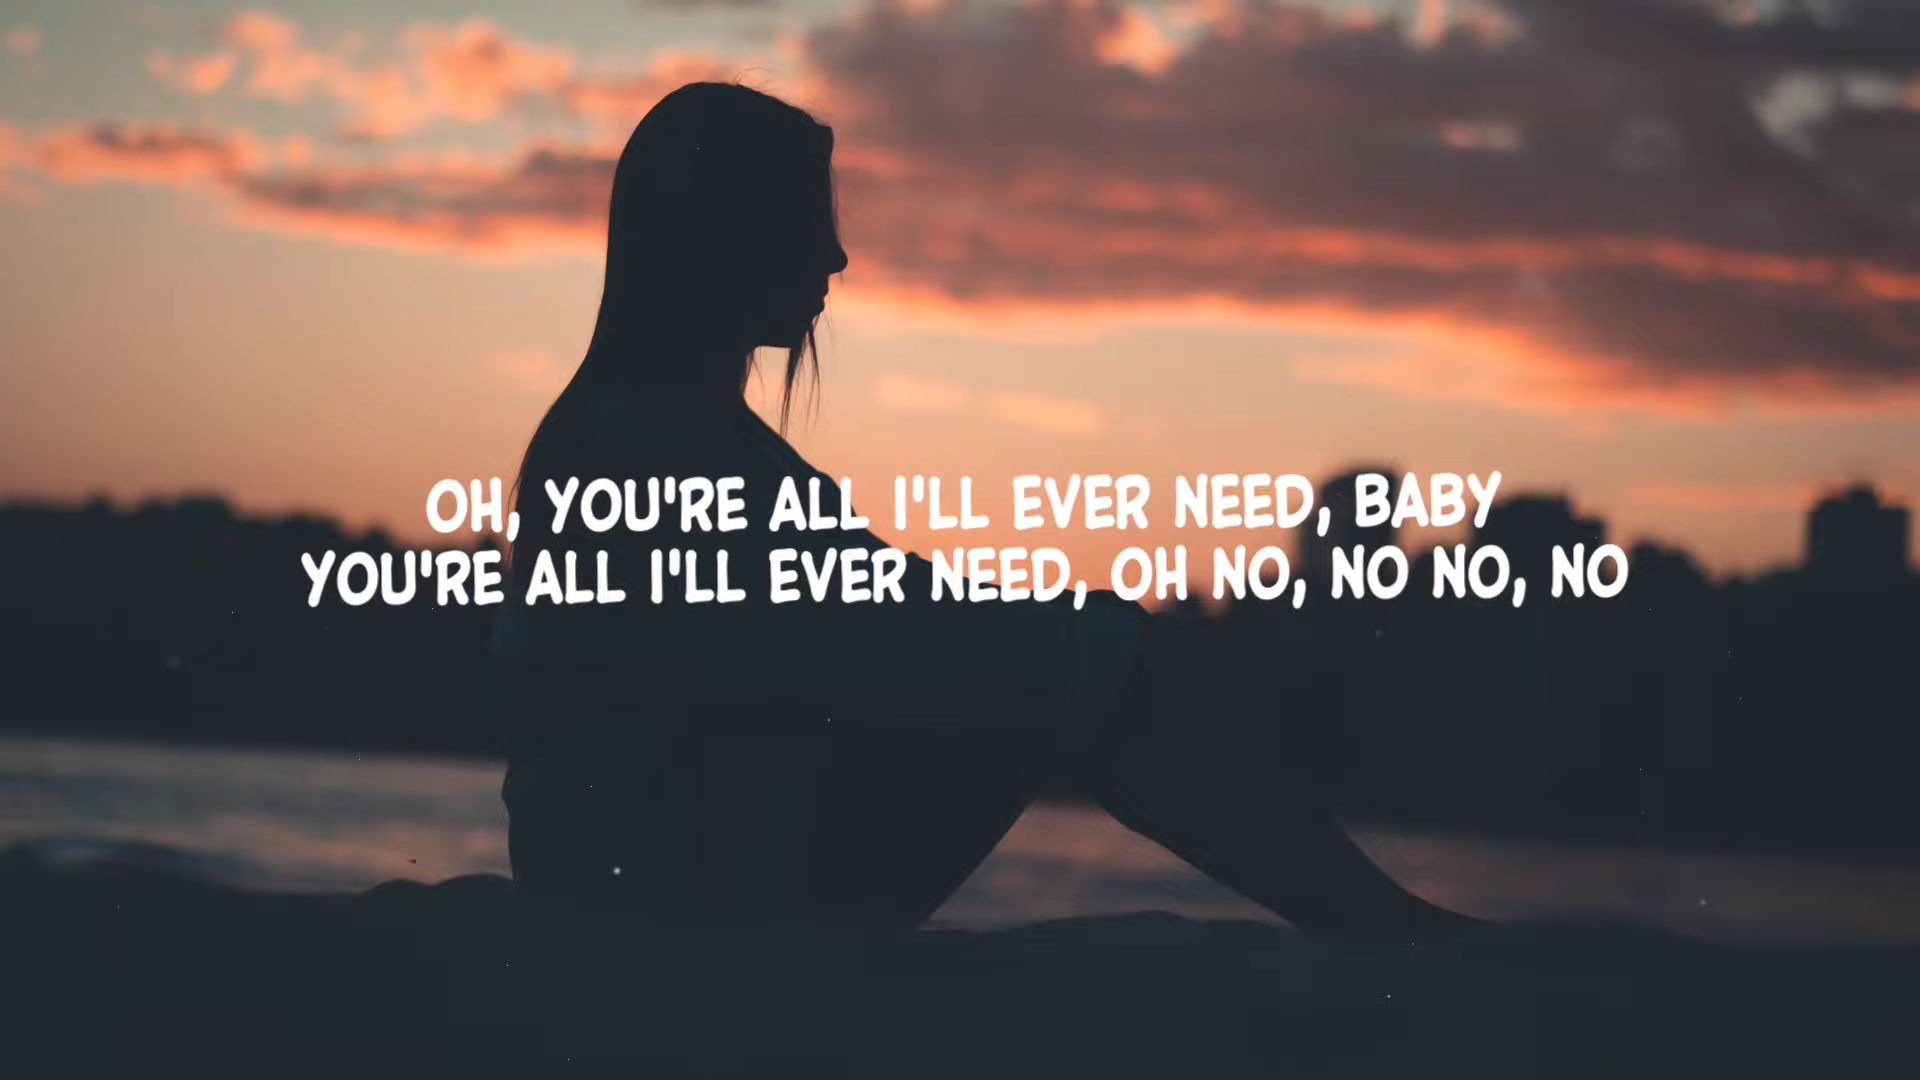 OH, YOU'RE ALL I'LL EVER NEED, BABY
YOU'RE ALL I'LL EVER NEED, OH NO, NO NO, NO